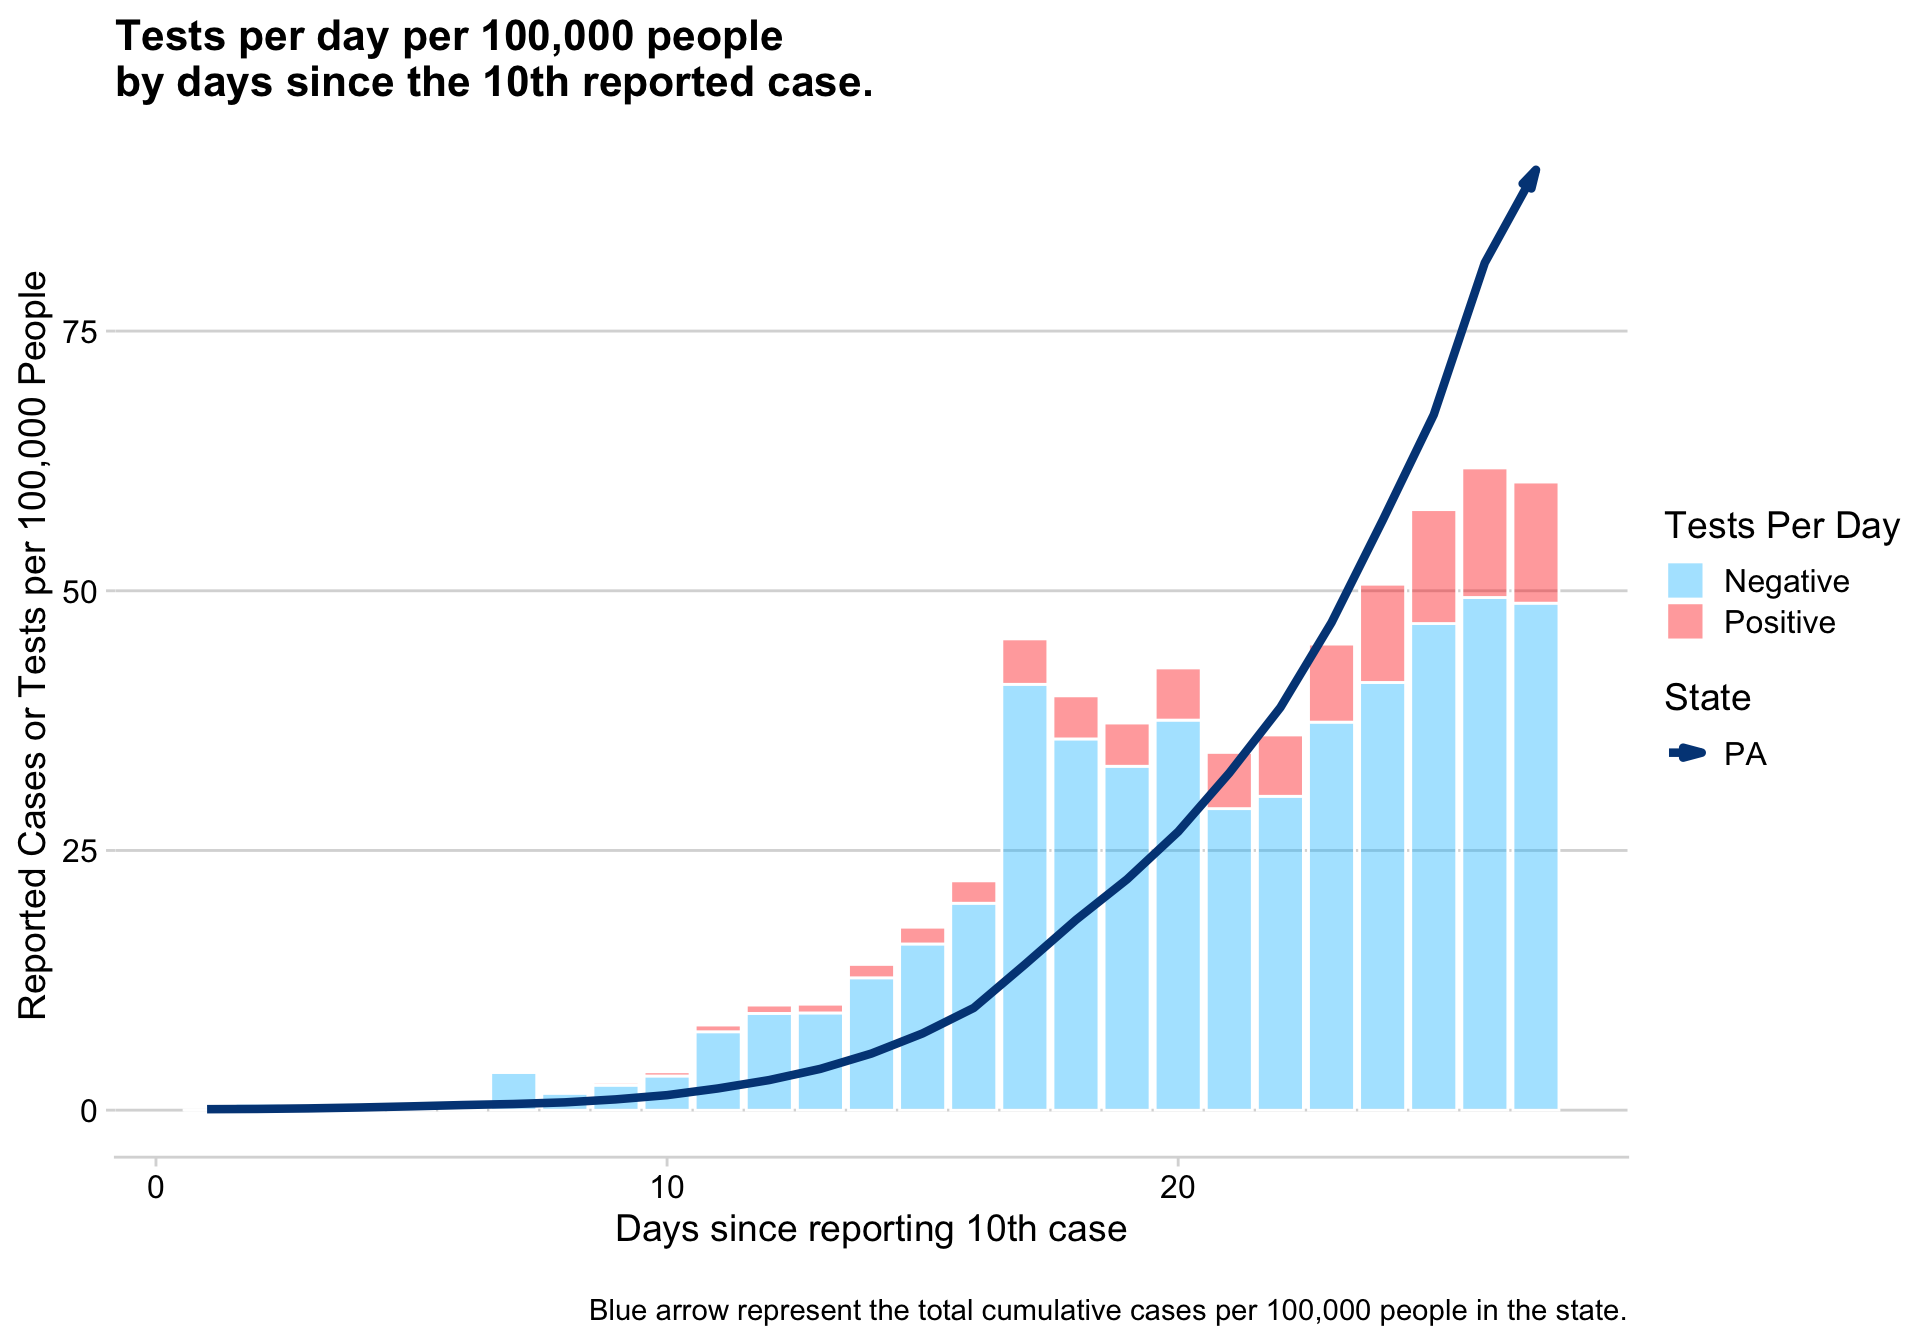 Tests per day per 100,000 people
by days since the 10th reported case.
Reported Cases or Tests per 100,000 People
75
50
25
0
0
10
20
Days since reporting 10th case
Tests Per Day
Negative
Positive
State
PA
Blue arrow represent the total cumulative cases per 100,000 people in the state.